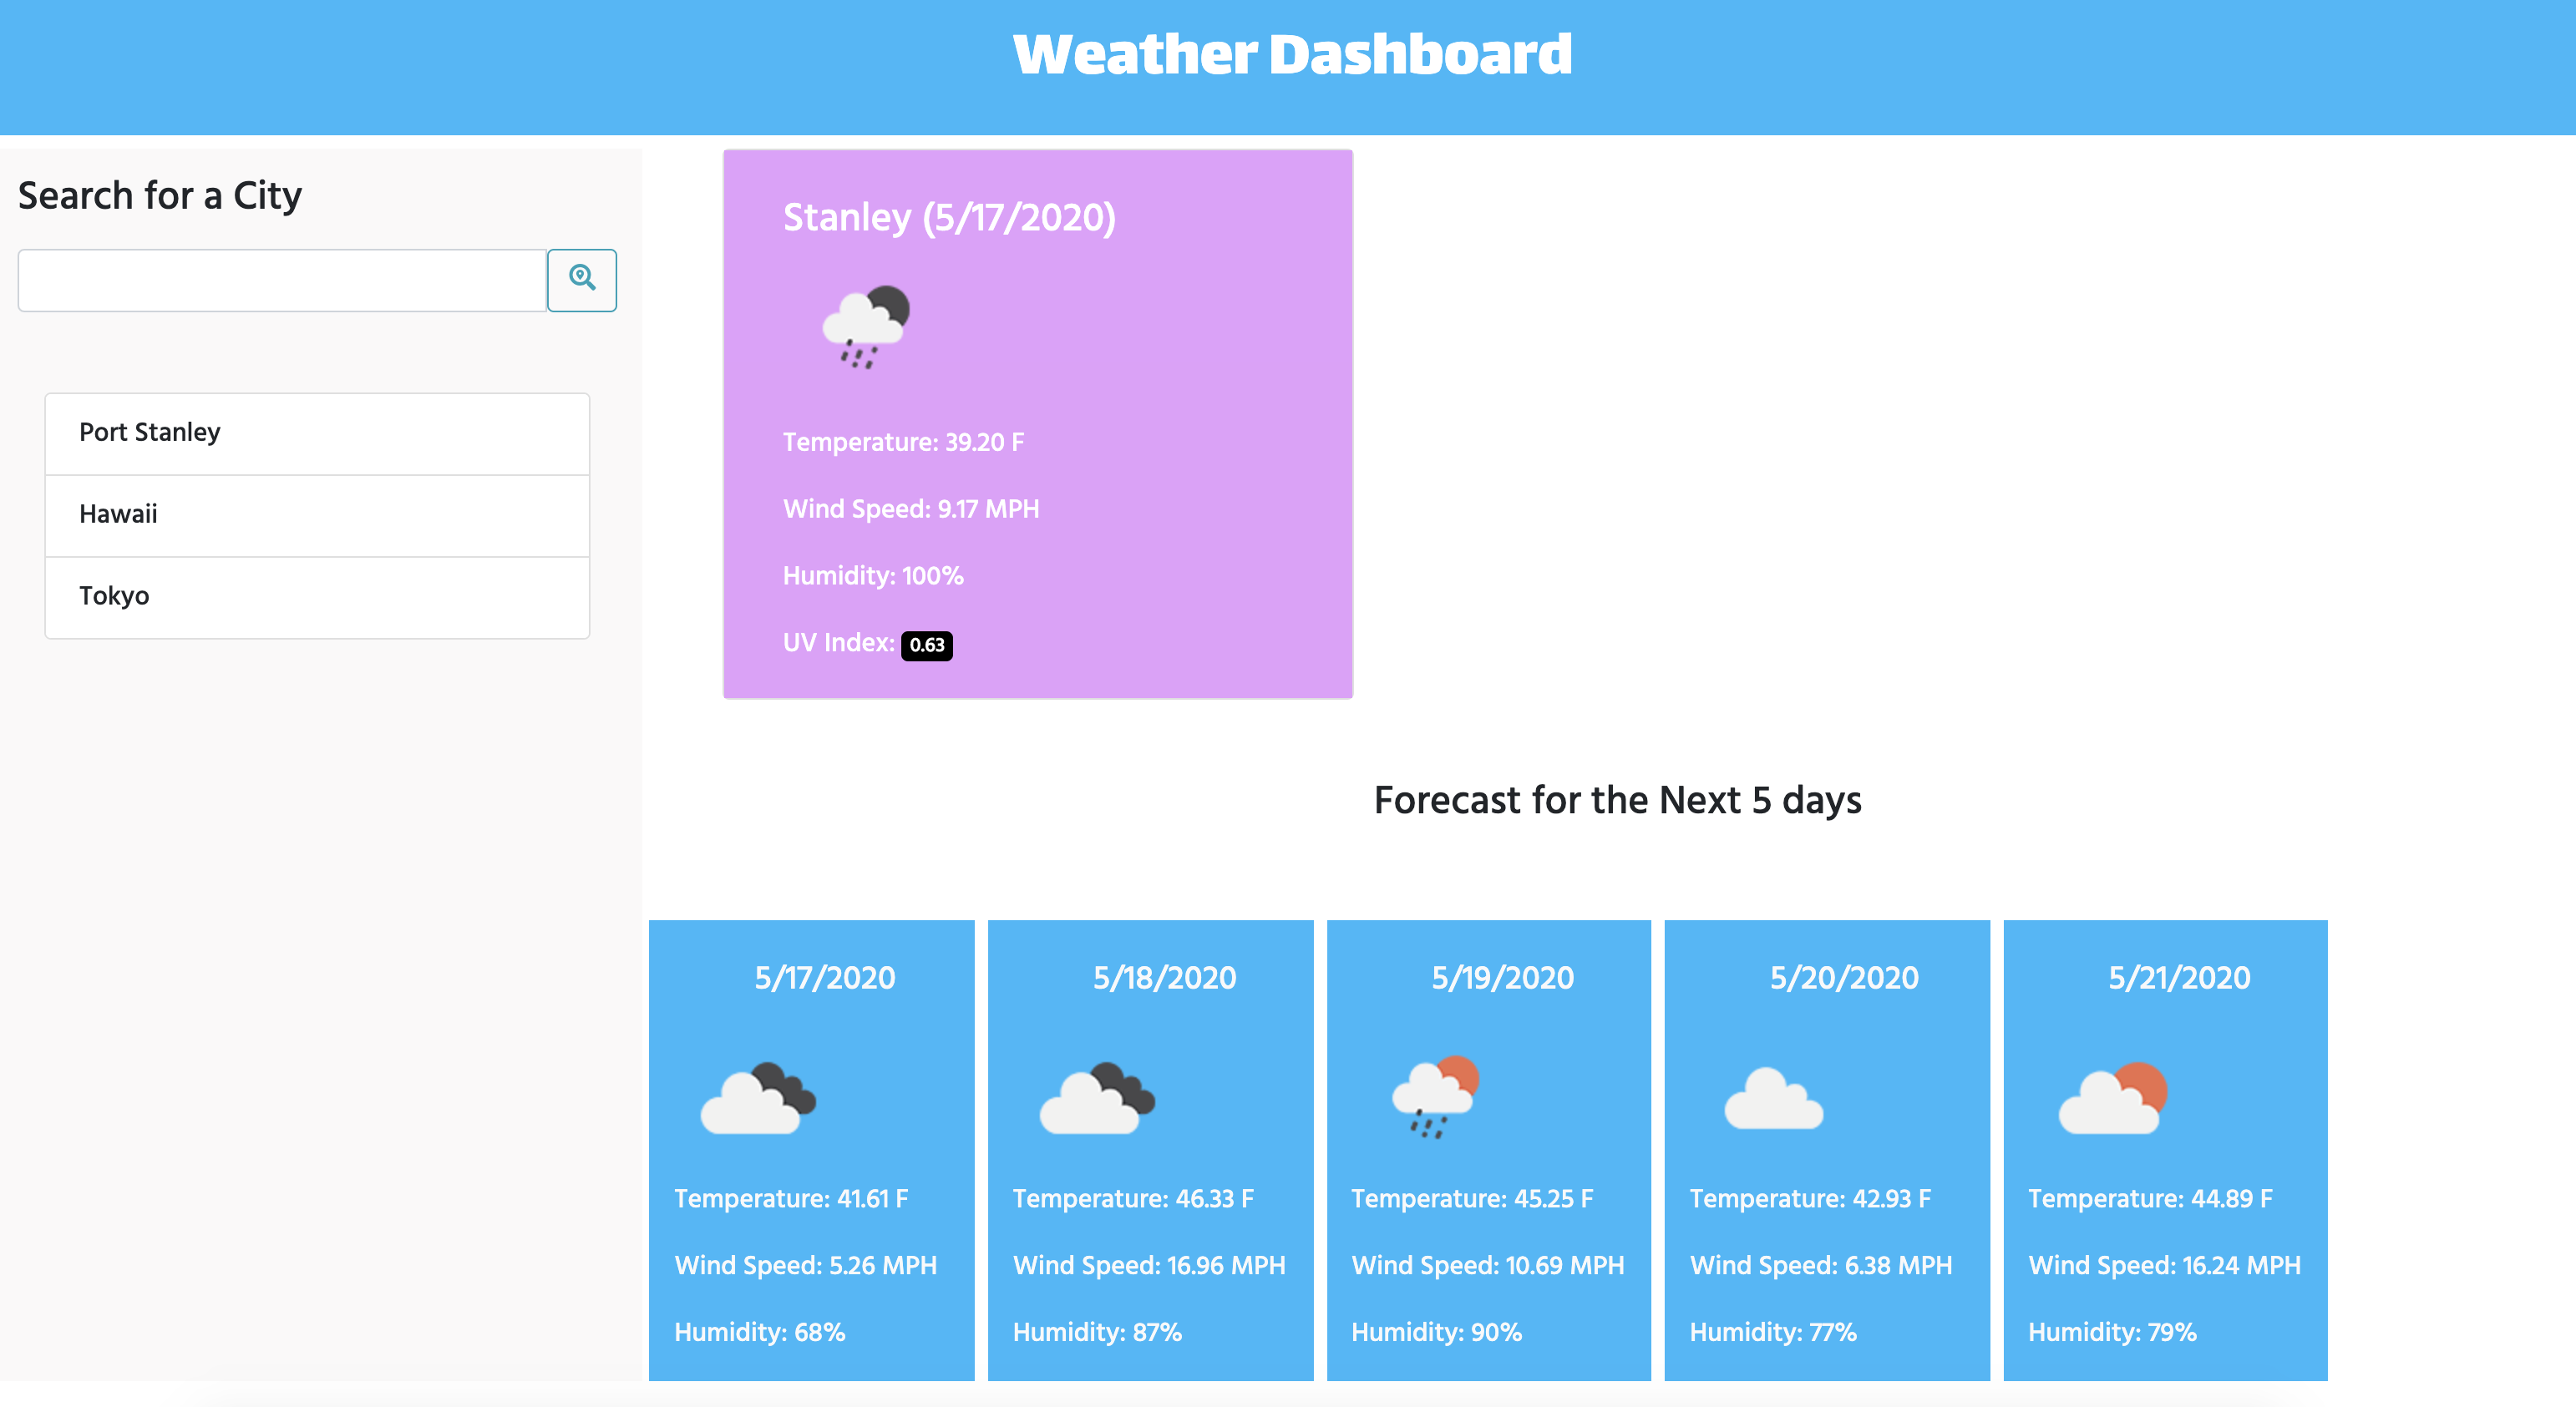 Weather Dashboard
Search for a City
Port Stanley
Hawaii
Tokyo
Stanley (5/17/2020)
Temperature: 39.20 F
Wind Speed: 9.17 MPH
Humidity: 100%
UV Index: 0.63
Forecast for the Next 5 days
5/17/2020
Temperature: 41.61 F
Wind Speed: 5.26 MPH
Humidity: 68%
5/18/2020
Temperature: 46.33 F
Wind Speed: 16.96 MPH
Humidity: 87%
5/19/2020
Temperature: 45.25 F
Wind Speed: 10.69 MPH
Humidity: 90%
5/20/2020
Temperature: 42.93 F
Wind Speed: 6.38 MPH
Humidity: 77%
5/21/2020
Temperature: 44.89 F
Wind Speed: 16.24 MPH
Humidity: 79%